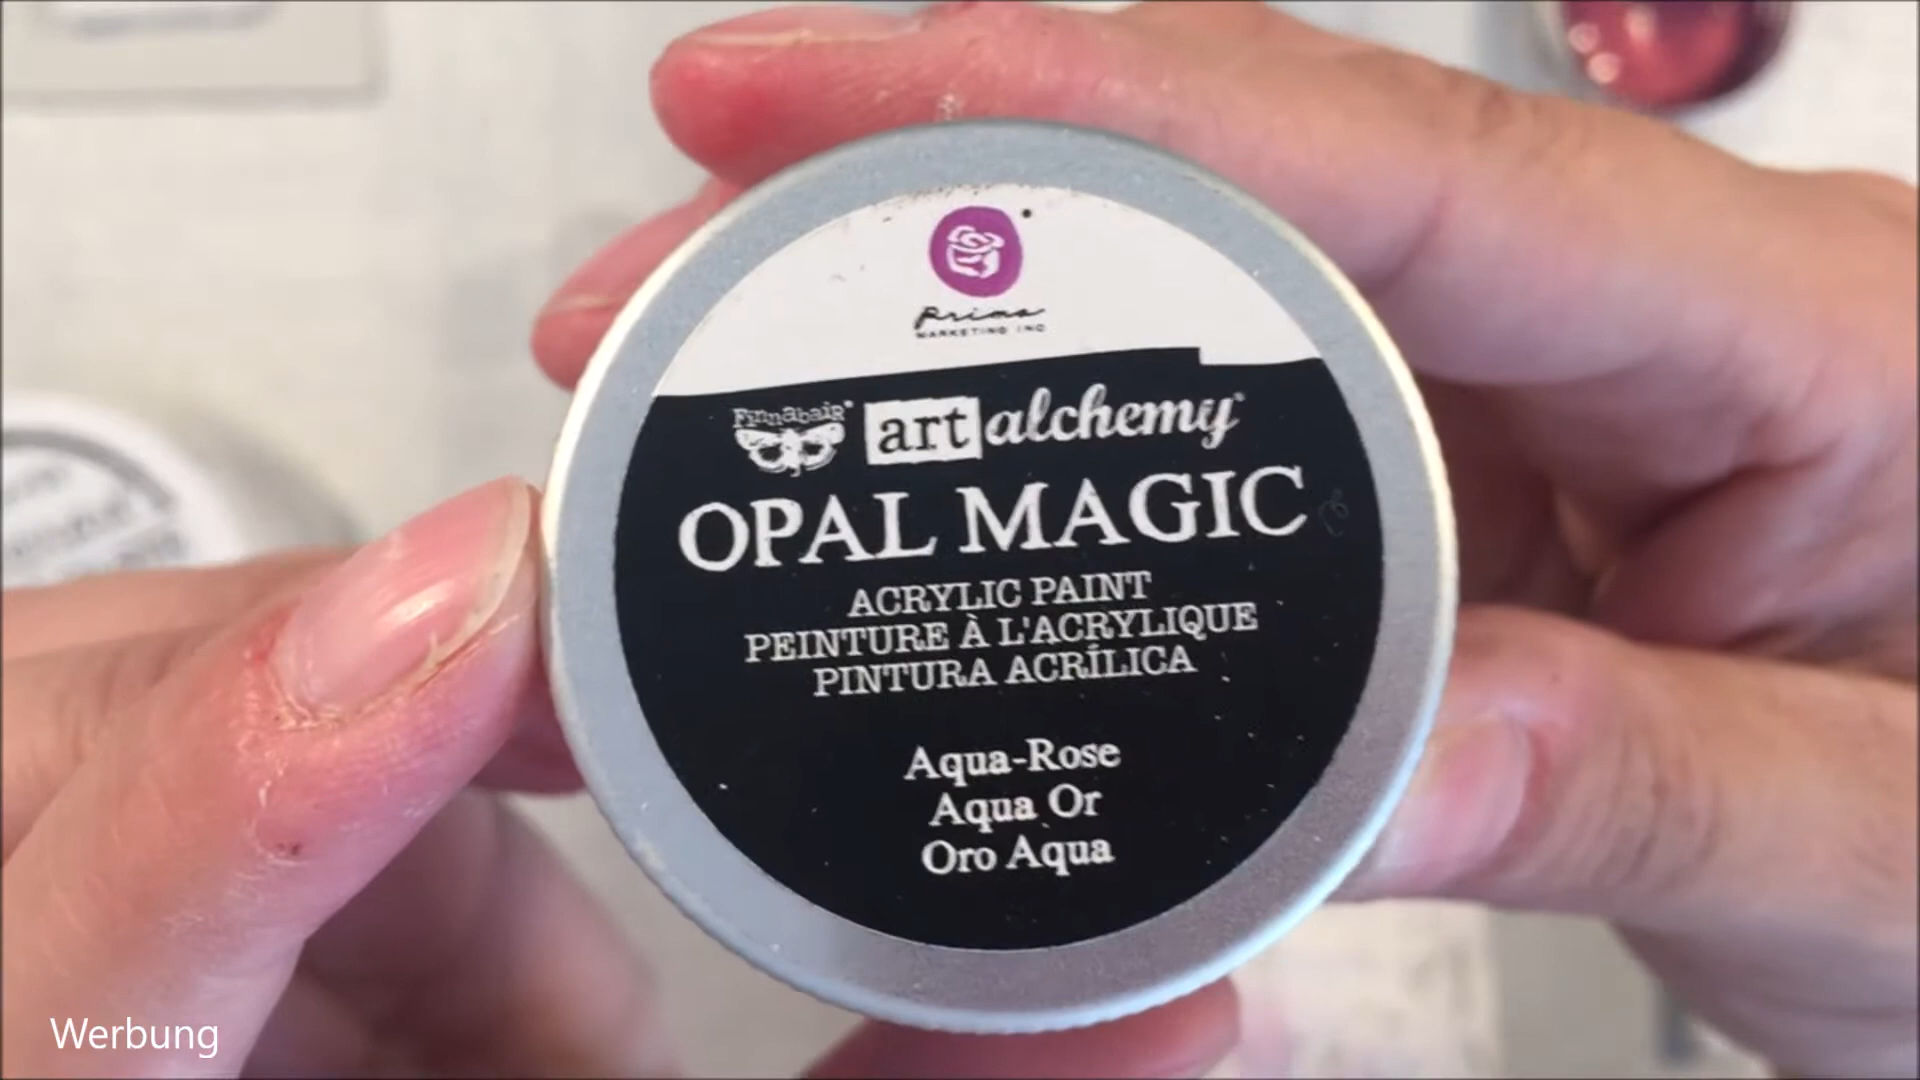 Prima
MARKETING INC
Finnabair
art alchemy
OPAL MAGIC
ACRYLIC PAINT
PEINTURE À L'ACRYLIQUE
PINTURA ACRÍLICA
Aqua-Rose
Aqua Or
Oro Aqua
Werbung